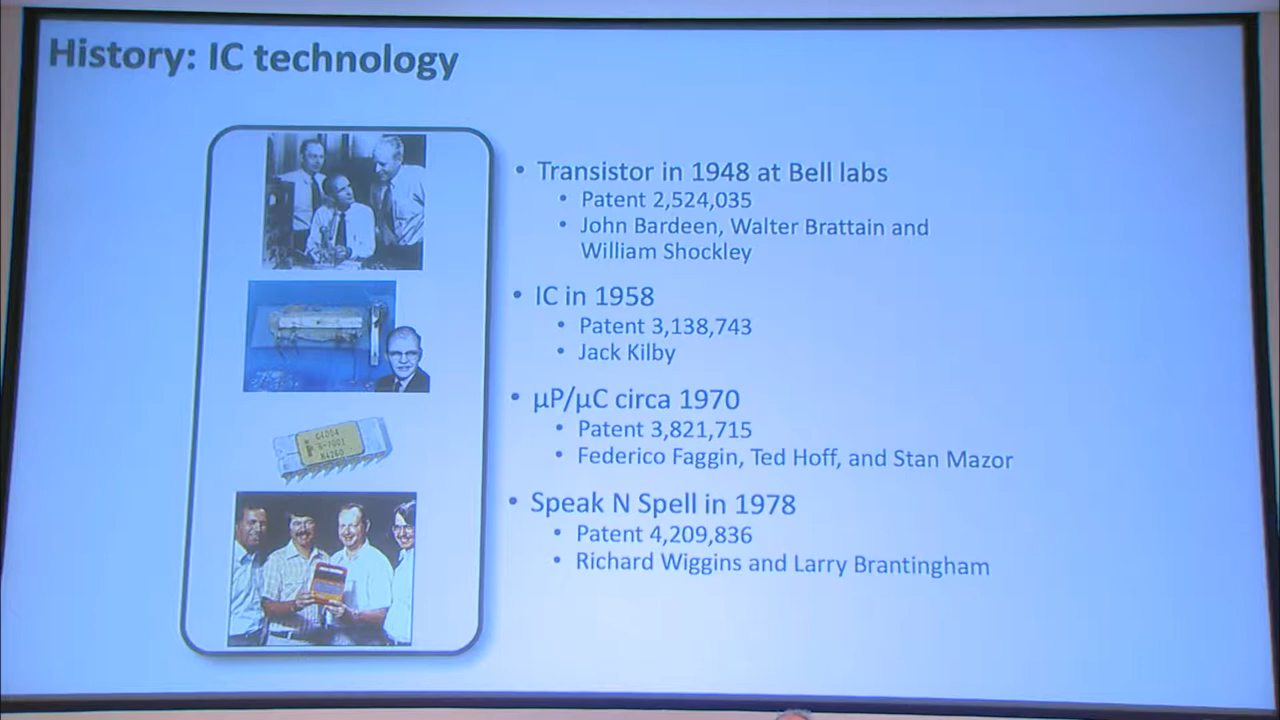 History: IC technology
• Transistor in 1948 at Bell labs
• Patent 2,524,035
• John Bardeen, Walter Brattain and
William Shockley
• IC in 1958
• Patent 3,138,743
• Jack Kilby
• µP/µC circa 1970
• Patent 3,821,715
• Federico Faggin, Ted Hoff, and Stan Mazor
C4004
• Speak N Spell in 1978
• Patent 4,209,836
• Richard Wiggins and Larry Brantingham